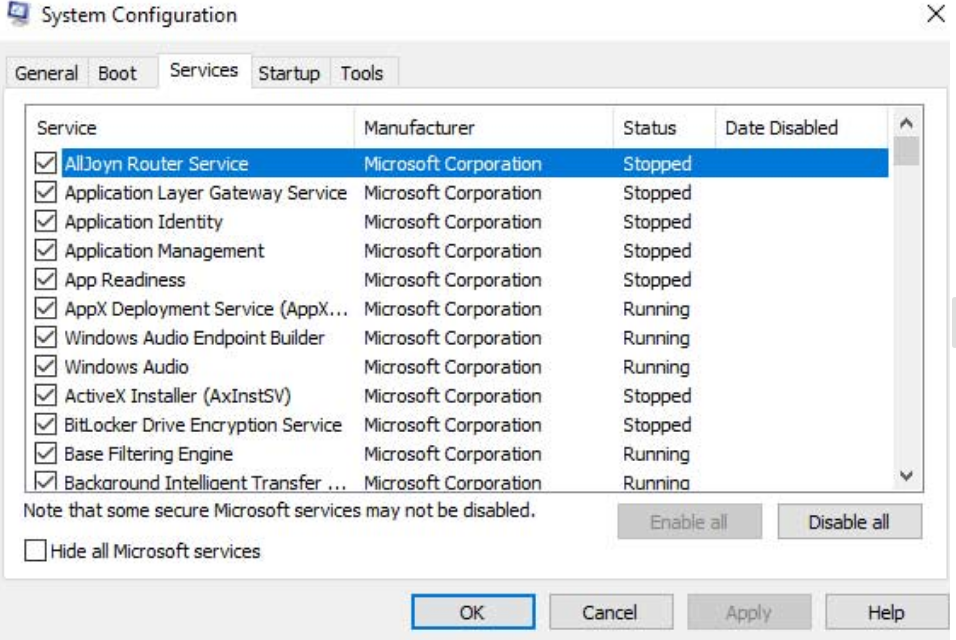 System Configuration
General Boot Services Startup Tools
Service Manufacturer Status Date Disabled
AllJoyn Router Service Microsoft Corporation Stopped
Application Layer Gateway Service Microsoft Corporation Stopped
Application Identity Microsoft Corporation Stopped
Application Management Microsoft Corporation Stopped
App Readiness Microsoft Corporation Stopped
AppX Deployment Service (AppX... Microsoft Corporation Running
Windows Audio Endpoint Builder Microsoft Corporation Running
Windows Audio Microsoft Corporation Running
ActiveX Installer (AxInstSV) Microsoft Corporation Stopped
BitLocker Drive Encryption Service Microsoft Corporation Stopped
Base Filtering Engine Microsoft Corporation Running
Background Intelligent Transfer ... Microsoft Corporation Running
Note that some secure Microsoft services may not be disabled.
Enable all Disable all
Hide all Microsoft services
OK Cancel Apply Help